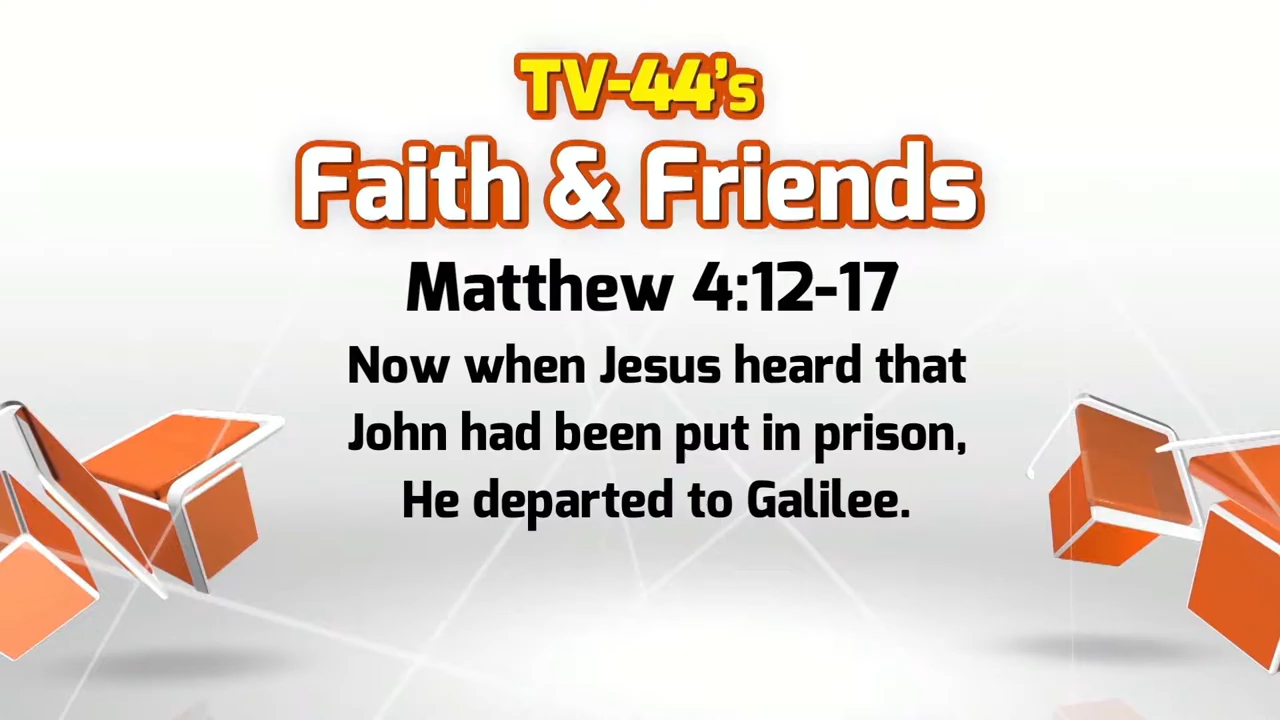 TV-44's
Faith & Friends
Matthew 4:12-17
Now when Jesus heard that
John had been put in prison,
He departed to Galilee.